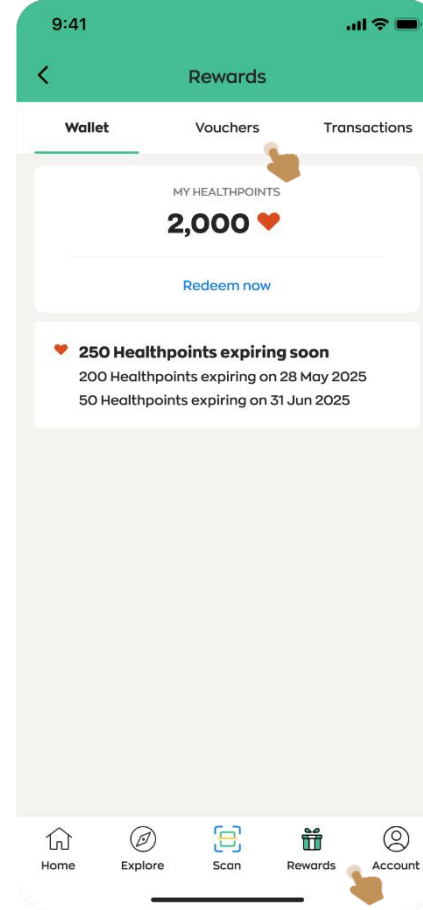 9:41
Rewards
Wallet Vouchers Transactions
MY HEALTHPOINTS
2,000
Redeem now
250 Healthpoints expiring soon
200 Healthpoints expiring on 28 May 2025
50 Healthpoints expiring on 31 Jun 2025
Home Explore Scan Rewards Account